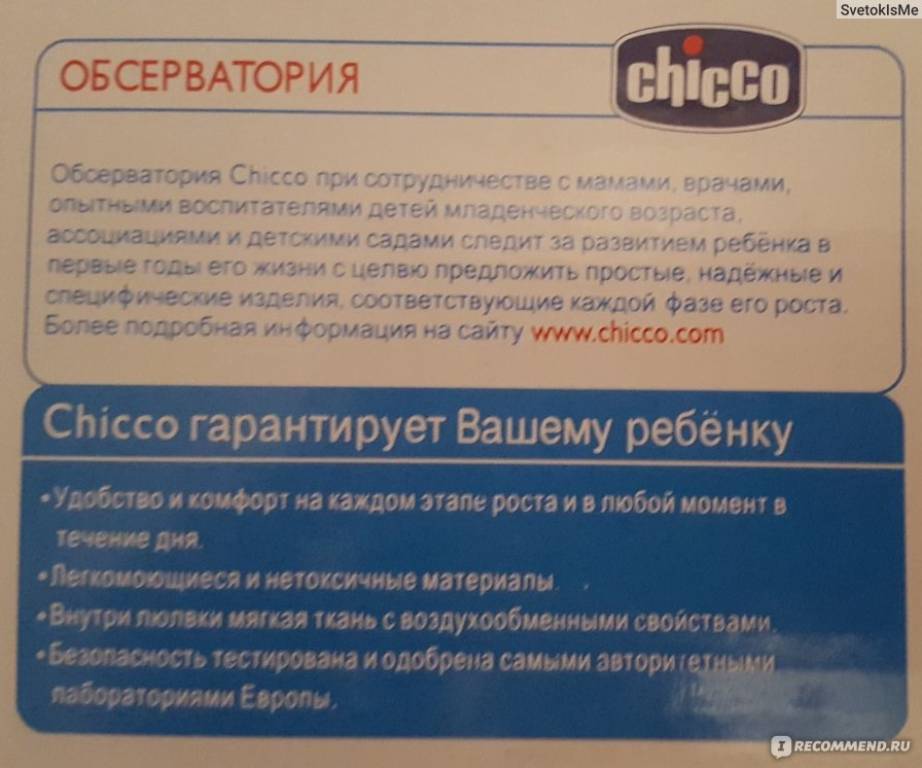 SvetokIsMe
ОБСЕРВАТОРИЯ
chicco
Обсерватория Chicco при сотрудничестве с мамами, врачами,
опытными воспитателями детей младенческого возраста,
ассоциациями и детскими садами следит за развитием ребёнка в
первые годы его жизни с целвю предложить простые, надёжные и
специфические изделия, соответствующие каждой фазе его роста.
Более подробная информация на сайту www.chicco.com
Chicco гарантирует Вашему ребёнку
•Удобство и комфорт на каждом этапе роста и в любой момент в
течение дня.
•Легкомоющиеся и нетоксичные материалы.
•Внутри люлвки мягкая ткань с воздухообменными свойствами.
•Безопасность тестирована и одобрена самыми авторитетными
лабораториями Европы.
IRECOMMEND.RU